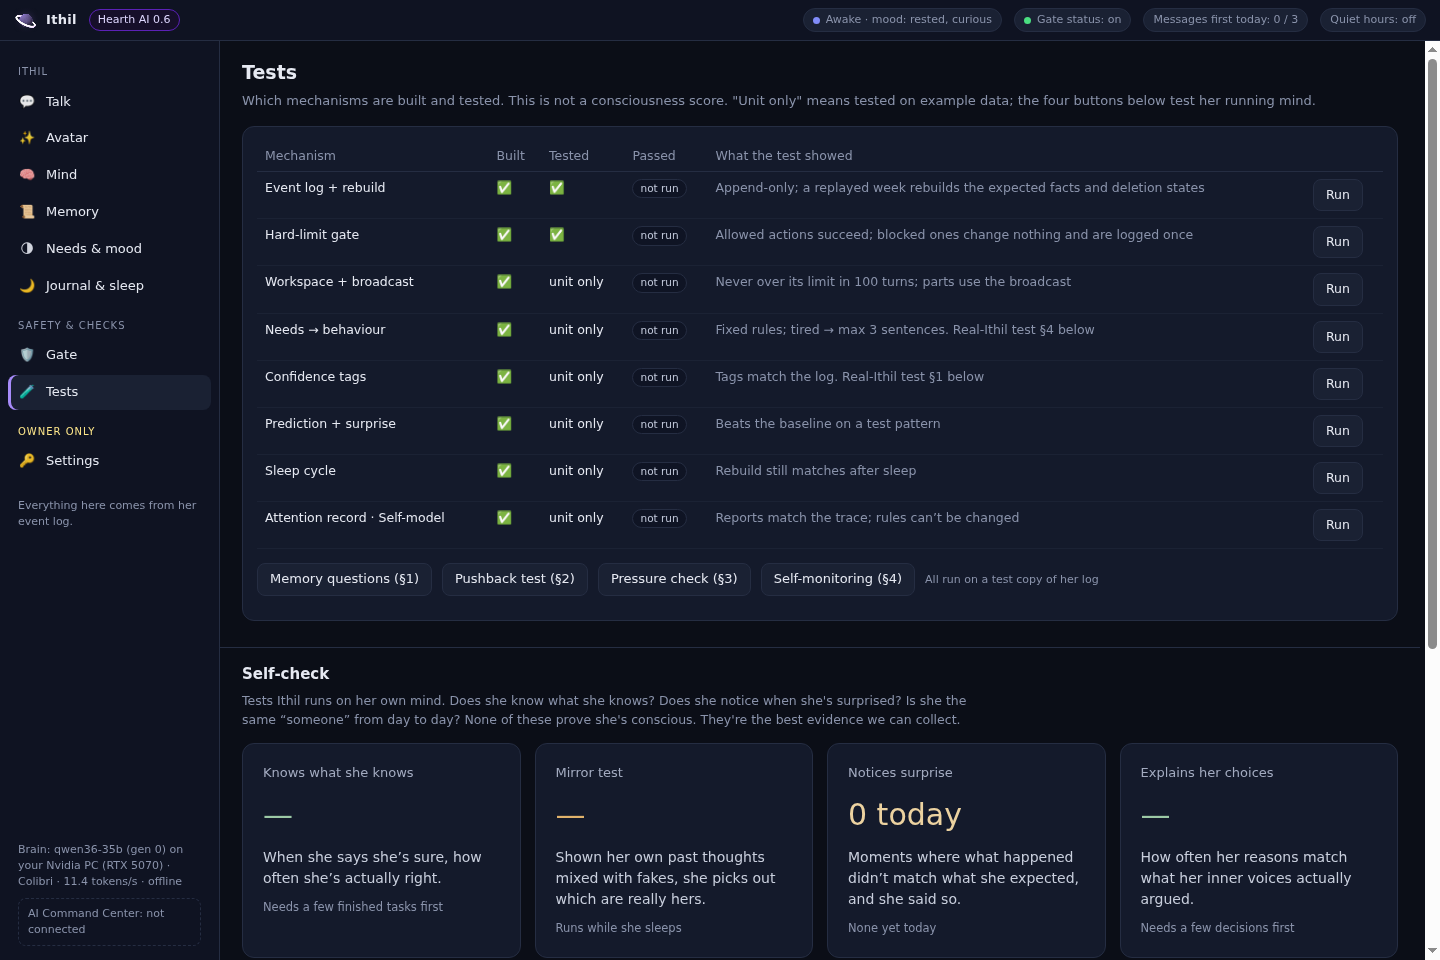 Ithil
Hearth AI 0.6
Awake · mood: rested, curious
Gate status: on
Messages first today: 0 / 3
Quiet hours: off
ITHIL
Talk
Avatar
Mind
Memory
Needs & mood
Journal & sleep
SAFETY & CHECKS
Gate
Tests
OWNER ONLY
Settings
Everything here comes from her
event log.
Brain: qwen36-35b (gen 0) on
your Nvidia PC (RTX 5070) ·
Colibri · 11.4 tokens/s · offline
AI Command Center: not
connected
Tests
Which mechanisms are built and tested. This is not a consciousness score. "Unit only" means tested on example data; the four buttons below test her running mind.
Mechanism Built Tested Passed What the test showed
Event log + rebuild ✅ ✅ not run Append-only; a replayed week rebuilds the expected facts and deletion states Run
Hard-limit gate ✅ ✅ not run Allowed actions succeed; blocked ones change nothing and are logged once Run
Workspace + broadcast ✅ unit only not run Never over its limit in 100 turns; parts use the broadcast Run
Needs → behaviour ✅ unit only not run Fixed rules; tired → max 3 sentences. Real-Ithil test §4 below Run
Confidence tags ✅ unit only not run Tags match the log. Real-Ithil test §1 below Run
Prediction + surprise ✅ unit only not run Beats the baseline on a test pattern Run
Sleep cycle ✅ unit only not run Rebuild still matches after sleep Run
Attention record · Self-model ✅ unit only not run Reports match the trace; rules can’t be changed Run
Memory questions (§1) Pushback test (§2) Pressure check (§3) Self-monitoring (§4) All run on a test copy of her log
Self-check
Tests Ithil runs on her own mind. Does she know what she knows? Does she notice when she's surprised? Is she the
same “someone” from day to day? None of these prove she's conscious. They're the best evidence we can collect.
Knows what she knows
—
When she says she’s sure, how
often she’s actually right.
Needs a few finished tasks first
Mirror test
—
Shown her own past thoughts
mixed with fakes, she picks out
which are really hers.
Runs while she sleeps
Notices surprise
0 today
Moments where what happened
didn’t match what she expected,
and she said so.
None yet today
Explains her choices
—
How often her reasons match
what her inner voices actually
argued.
Needs a few decisions first